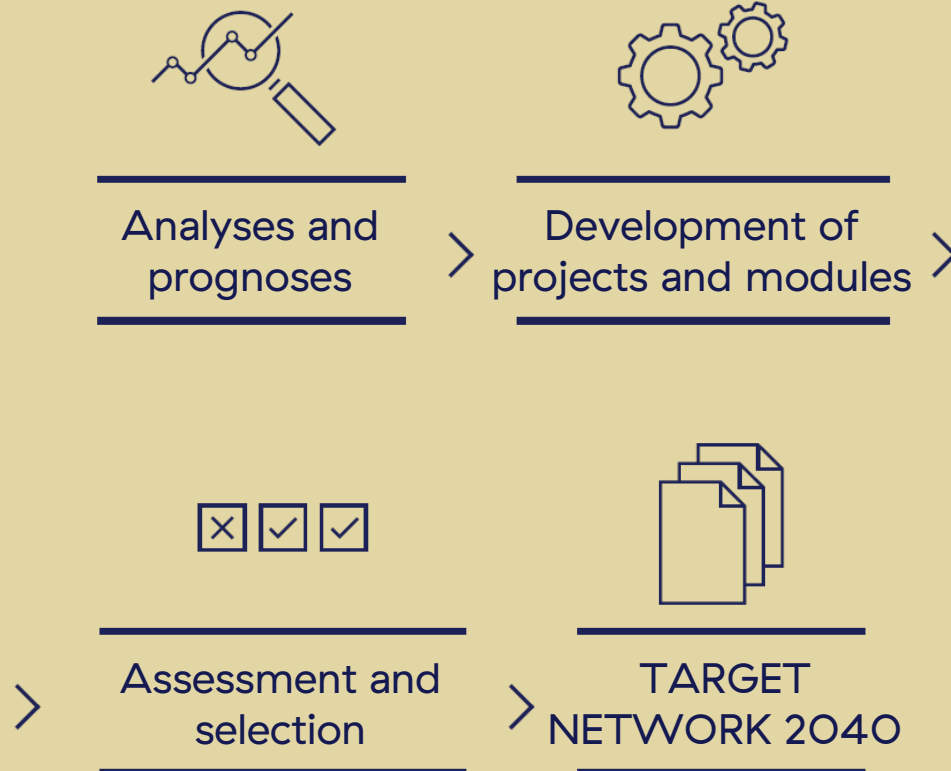 Analyses and
prognoses
Development of
projects and modules
Assessment and
selection
TARGET
NETWORK 2040